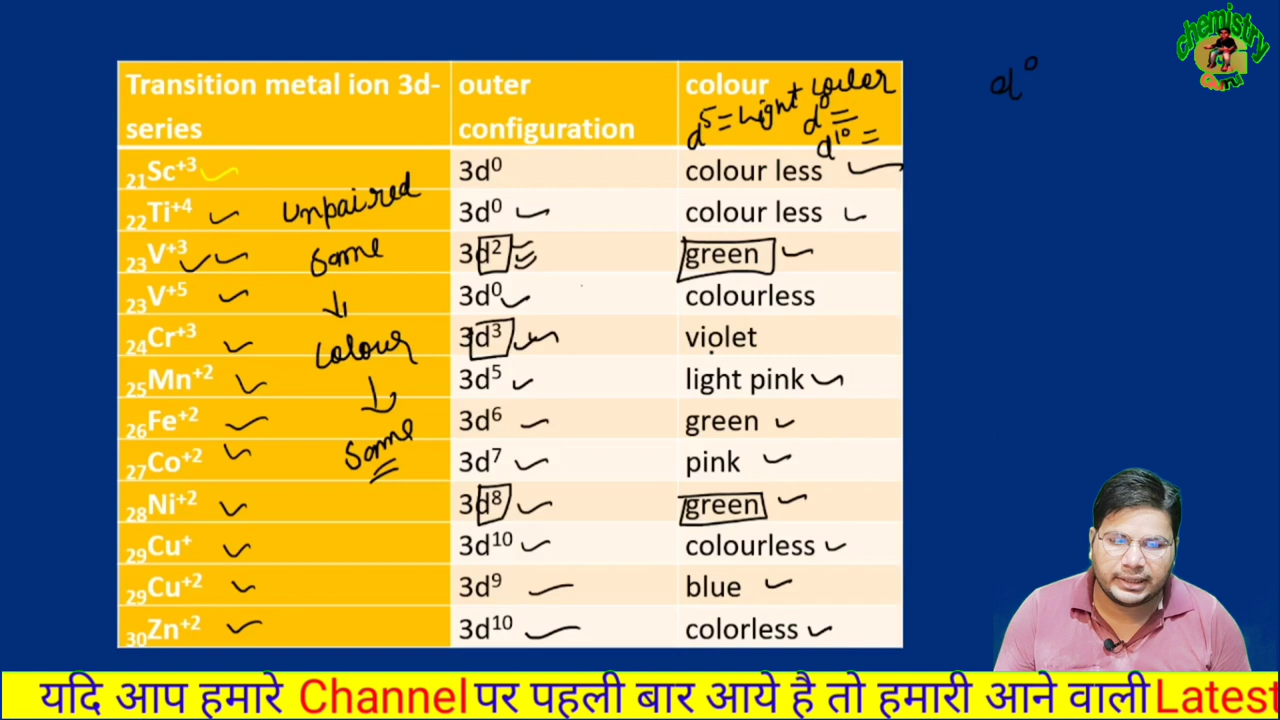 chemistry
Transition metal ion 3d-series outer configuration colour
d⁵ = Light color
d⁰ =
d¹⁰ =
d⁰
₂₁Sc⁺³ 3d⁰ colour less
₂₂Ti⁺⁴ 3d⁰ colour less
₂₃V⁺³ 3d² green
₂₃V⁺⁵ 3d⁰ colourless
₂₄Cr⁺³ 3d³ violet
₂₅Mn⁺² 3d⁵ light pink
₂₆Fe⁺² 3d⁶ green
₂₇Co⁺² 3d⁷ pink
₂₈Ni⁺² 3d⁸ green
₂₉Cu⁺ 3d¹⁰ colourless
₂₉Cu⁺² 3d⁹ blue
₃₀Zn⁺² 3d¹⁰ colorless
unpaired
Same
↓
colour
↓
Same
यदि आप हमारे Channel पर पहली बार आये है तो हमारी आने वाली Latest